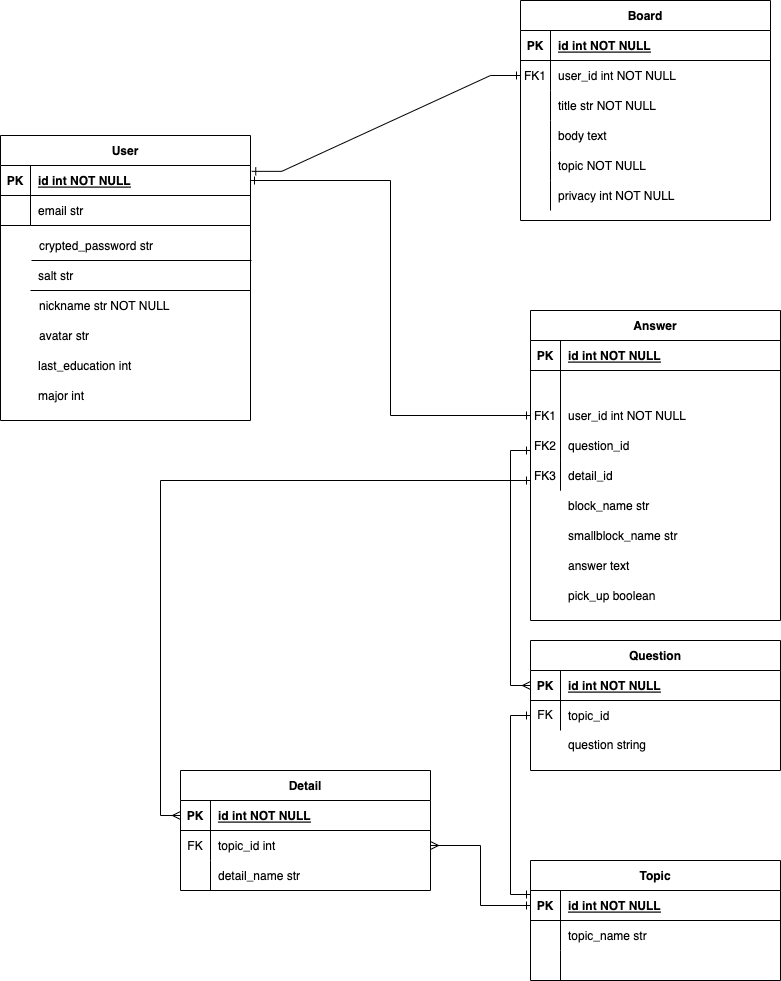 Board
PK id int NOT NULL
FK1 user_id int NOT NULL
title str NOT NULL
body text
topic NOT NULL
privacy int NOT NULL
User
PK id int NOT NULL
email str
crypted_password str
salt str
nickname str NOT NULL
avatar str
last_education int
major int
Answer
PK id int NOT NULL
FK1 user_id int NOT NULL
FK2 question_id
FK3 detail_id
block_name str
smallblock_name str
answer text
pick_up boolean
Question
PK id int NOT NULL
FK topic_id
question string
Detail
PK id int NOT NULL
FK topic_id int
detail_name str
Topic
PK id int NOT NULL
topic_name str